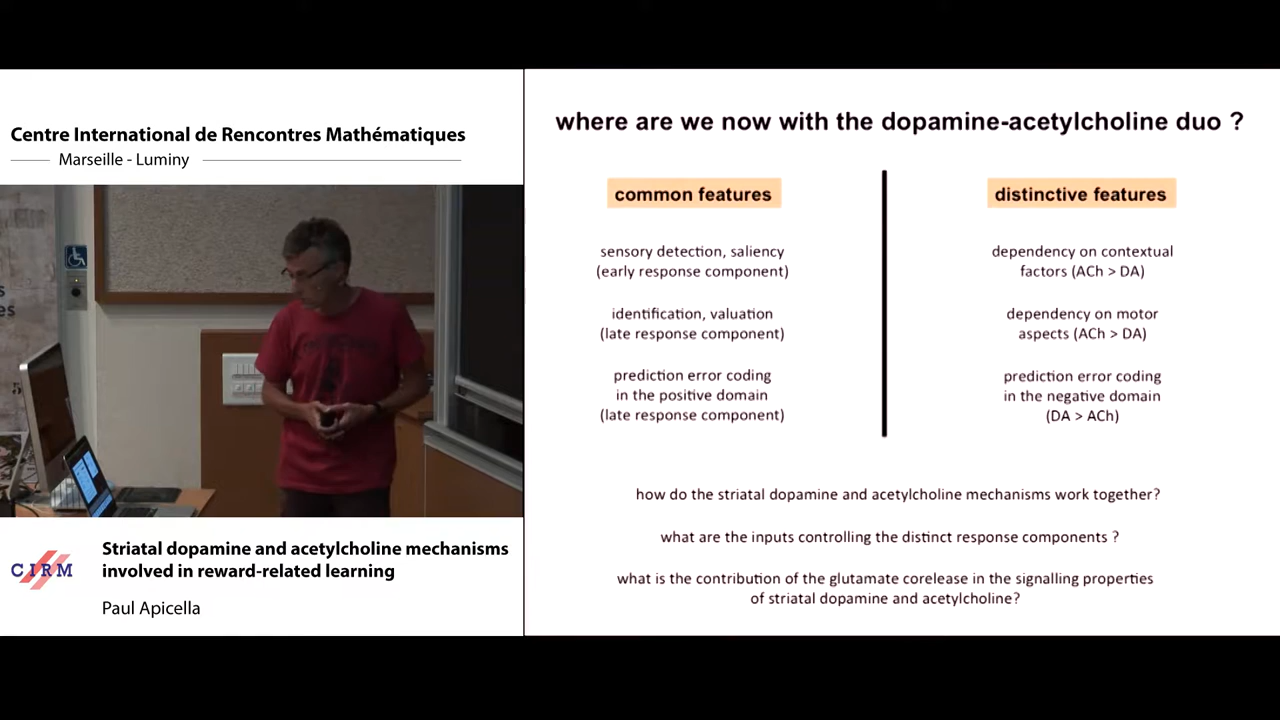 Centre International de Rencontres Mathématiques
Marseille - Luminy
Striatal dopamine and acetylcholine mechanisms
involved in reward-related learning
CIRM
Paul Apicella
where are we now with the dopamine-acetylcholine duo ?
common features
sensory detection, saliency
(early response component)
identification, valuation
(late response component)
prediction error coding
in the positive domain
(late response component)
distinctive features
dependency on contextual
factors (ACh > DA)
dependency on motor
aspects (ACh > DA)
prediction error coding
in the negative domain
(DA > ACh)
how do the striatal dopamine and acetylcholine mechanisms work together?
what are the inputs controlling the distinct response components ?
what is the contribution of the glutamate corelease in the signalling properties
of striatal dopamine and acetylcholine?